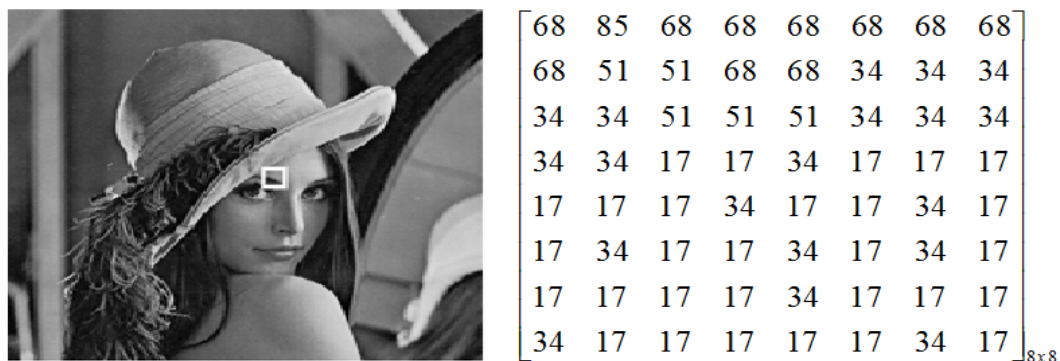 68 85 68 68 68 68 68 68
68 51 51 68 68 34 34 34
34 34 51 51 51 34 34 34
34 34 17 17 34 17 17 17
17 17 17 34 17 17 34 17
17 34 17 17 34 17 34 17
17 17 17 17 34 17 17 17
34 17 17 17 17 17 34 17
8x8